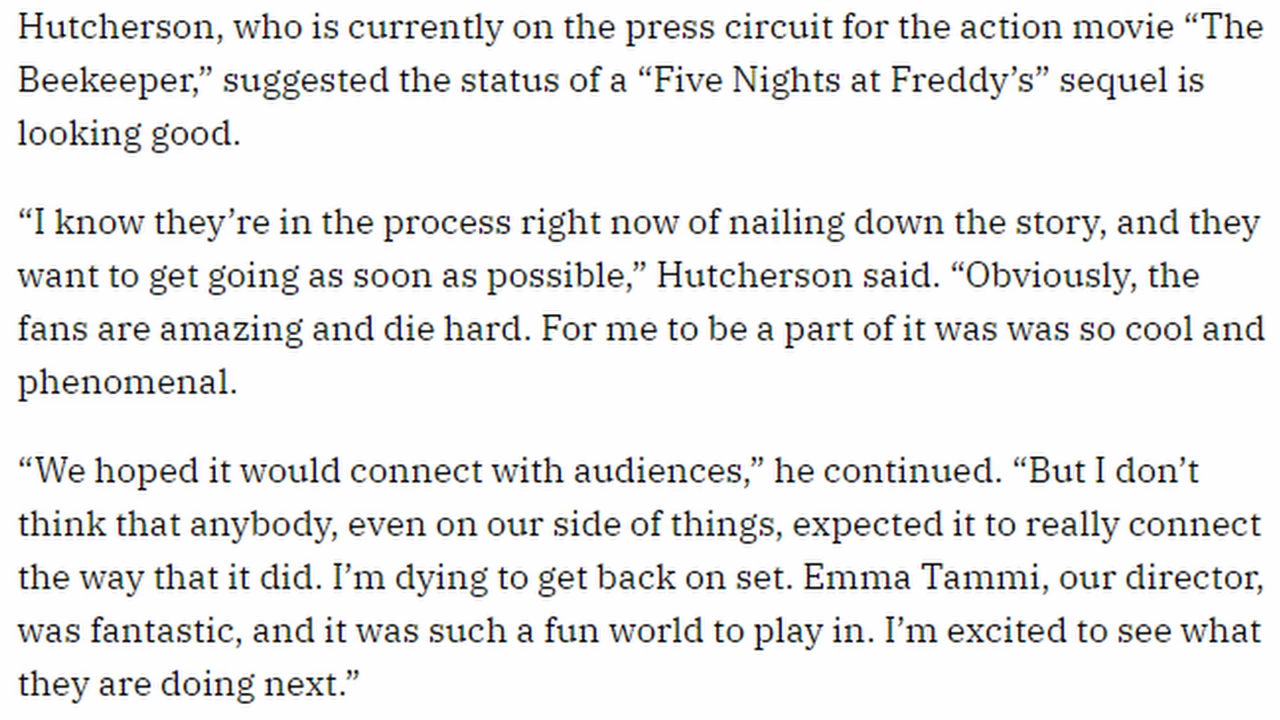 Hutcherson, who is currently on the press circuit for the action movie “The
Beekeeper,” suggested the status of a “Five Nights at Freddy’s” sequel is
looking good.
“I know they’re in the process right now of nailing down the story, and they
want to get going as soon as possible,” Hutcherson said. “Obviously, the
fans are amazing and die hard. For me to be a part of it was was so cool and
phenomenal.
“We hoped it would connect with audiences,” he continued. “But I don’t
think that anybody, even on our side of things, expected it to really connect
the way that it did. I’m dying to get back on set. Emma Tammi, our director,
was fantastic, and it was such a fun world to play in. I’m excited to see what
they are doing next.”